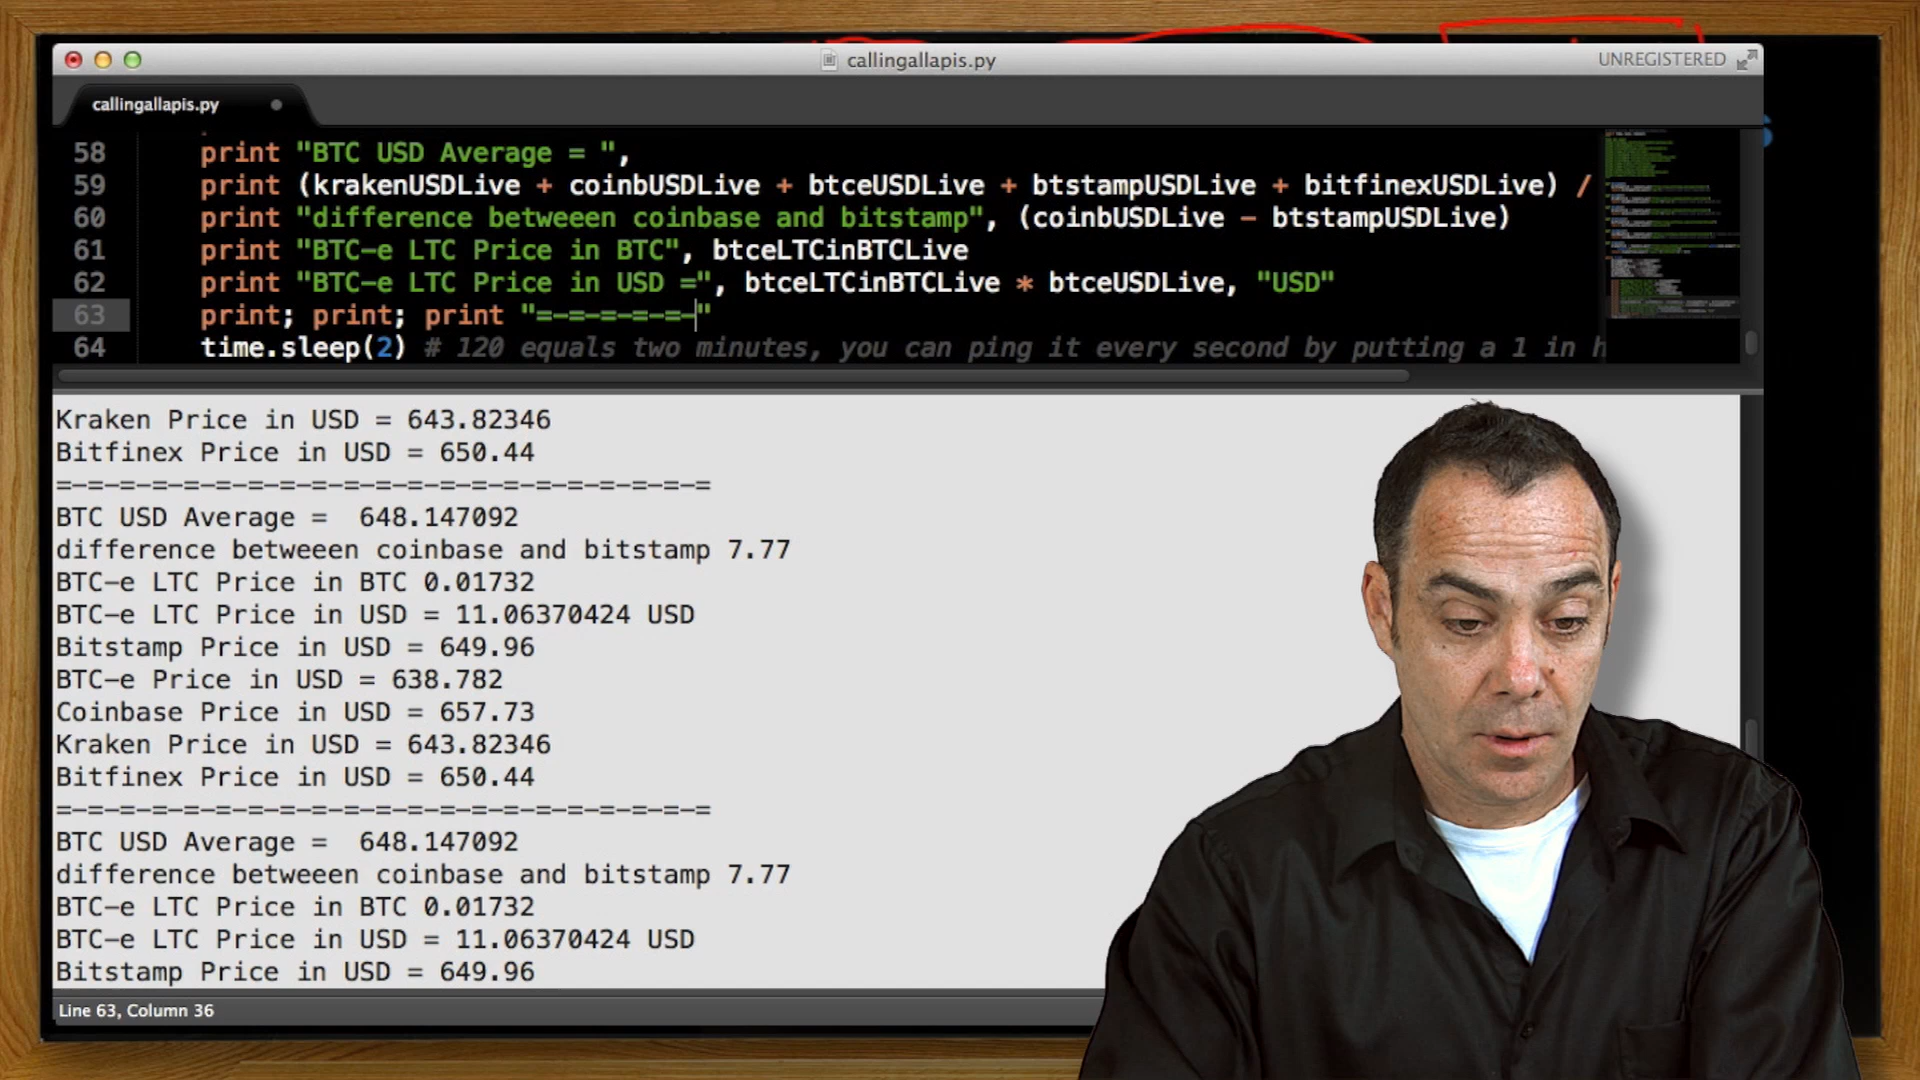 callingallapis.py
UNREGISTERED
callingallapis.py
58 print "BTC USD Average = ",
59 print (krakenUSDLive + coinbUSDLive + btceUSDLive + btstampUSDLive + bitfinexUSDLive) /
60 print "difference betweeen coinbase and bitstamp", (coinbUSDLive - btstampUSDLive)
61 print "BTC-e LTC Price in BTC", btceLTCinBTCLive
62 print "BTC-e LTC Price in USD =", btceLTCinBTCLive * btceUSDLive, "USD"
63 print; print; print "=-=-=-=-=-"
64 time.sleep(2) # 120 equals two minutes, you can ping it every second by putting a 1 in h
Kraken Price in USD = 643.82346
Bitfinex Price in USD = 650.44
=-=-=-=-=-=-=-=-=-=-=-=-=-=-=-=-=-=-=-=-=
BTC USD Average =  648.147092
difference betweeen coinbase and bitstamp 7.77
BTC-e LTC Price in BTC 0.01732
BTC-e LTC Price in USD = 11.06370424 USD
Bitstamp Price in USD = 649.96
BTC-e Price in USD = 638.782
Coinbase Price in USD = 657.73
Kraken Price in USD = 643.82346
Bitfinex Price in USD = 650.44
=-=-=-=-=-=-=-=-=-=-=-=-=-=-=-=-=-=-=-=-=
BTC USD Average =  648.147092
difference betweeen coinbase and bitstamp 7.77
BTC-e LTC Price in BTC 0.01732
BTC-e LTC Price in USD = 11.06370424 USD
Bitstamp Price in USD = 649.96
Line 63, Column 36